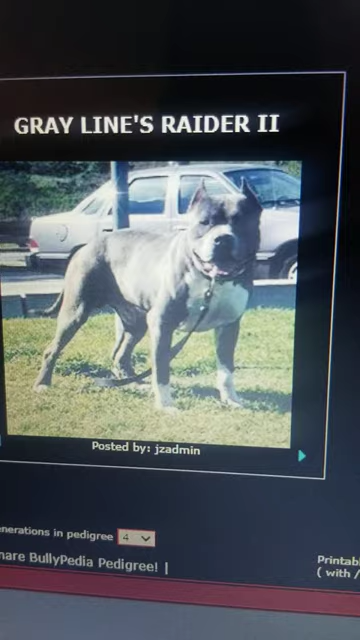 GRAY LINE'S RAIDER II
Posted by: jzadmin
enerations in pedigree 4
hare BullyPedia Pedigree! |
Printab
( with /